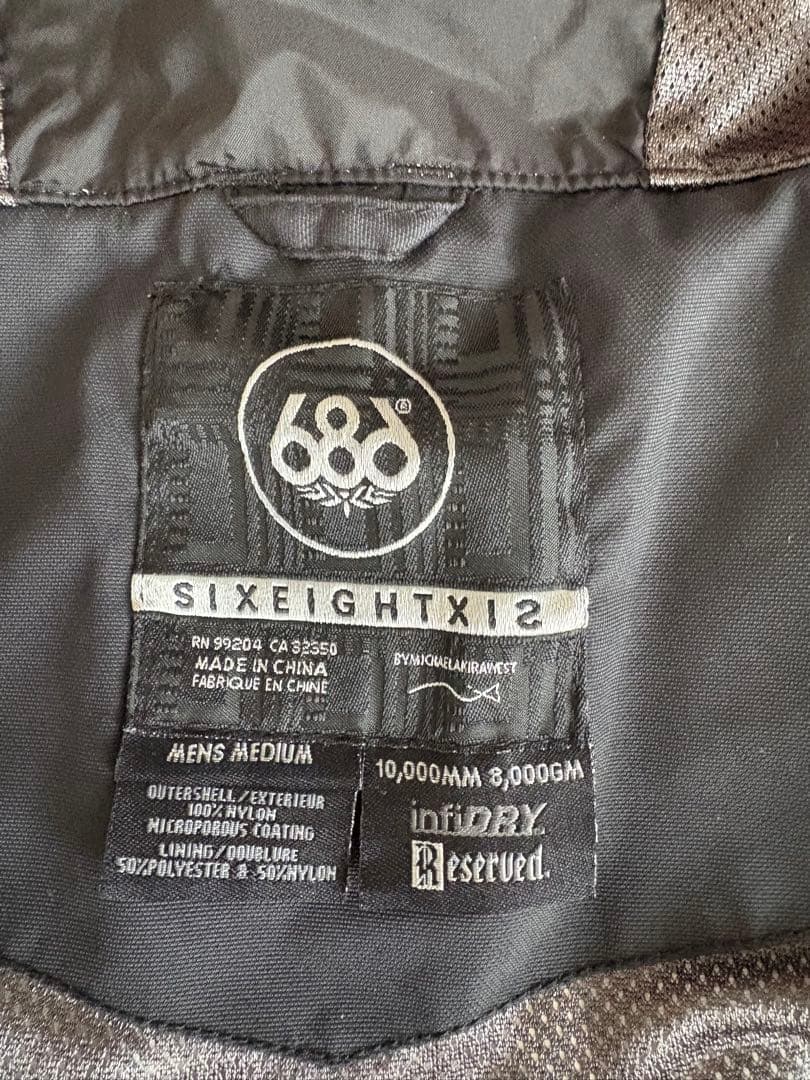 686®
SIXEIGHTXIS
RN 99204 CA 32350
MADE IN CHINA
FABRIQUE EN CHINE
BYMICHAELAKIRAWEST
MENS MEDIUM
OUTERSHELL/EXTERIEUR
100% NYLON
MICROPOROUS COATING
LINING/DOUBLURE
50%POLYESTER & 50%NYLON
10,000MM 8,000GM
infiDRY
Reserved.